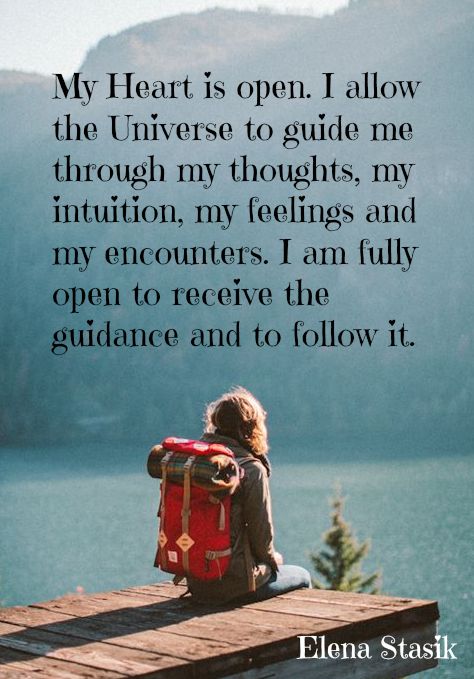 My Heart is open. I allow
the Universe to guide me
through my thoughts, my
intuition, my feelings and
my encounters. I am fully
open to receive the
guidance and to follow it.
Elena Stasik